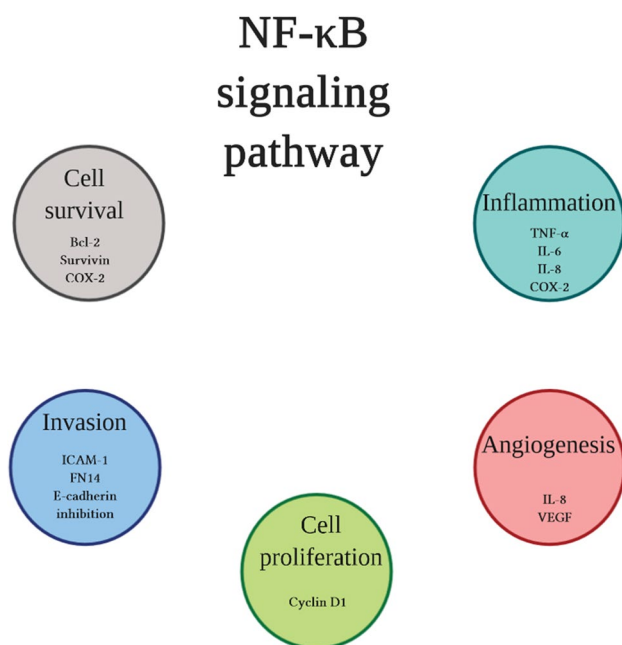 NF-κB
signaling
pathway
Cell
survival
Bcl-2
Survivin
COX-2
Inflammation
TNF-α
IL-6
IL-8
COX-2
Invasion
ICAM-1
FN14
E-cadherin
inhibition
Angiogenesis
IL-8
VEGF
Cell
proliferation
Cyclin D1